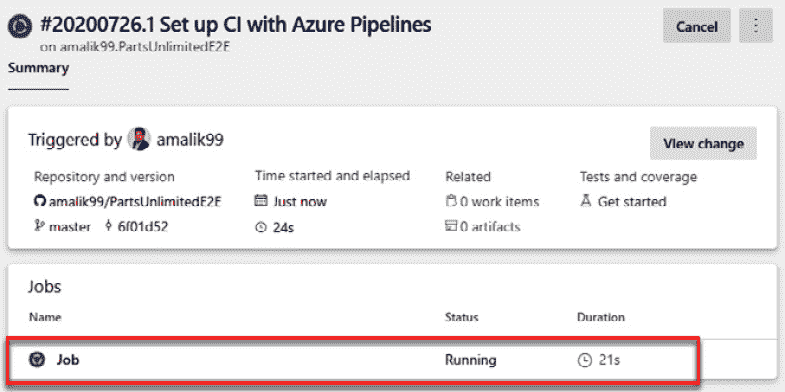 #20200726.1 Set up CI with Azure Pipelines
Cancel
on amalik99.PartsUnlimitedE2E
Summary
Triggered by amalik99
View change
Repository and version
Time started and elapsed
Related
Tests and coverage
amalik99/PartsUnlimitedE2E
Just now
0 work items
Get started
master 6f01d52
24s
0 artifacts
Jobs
Name Status Duration
Job Running 21s